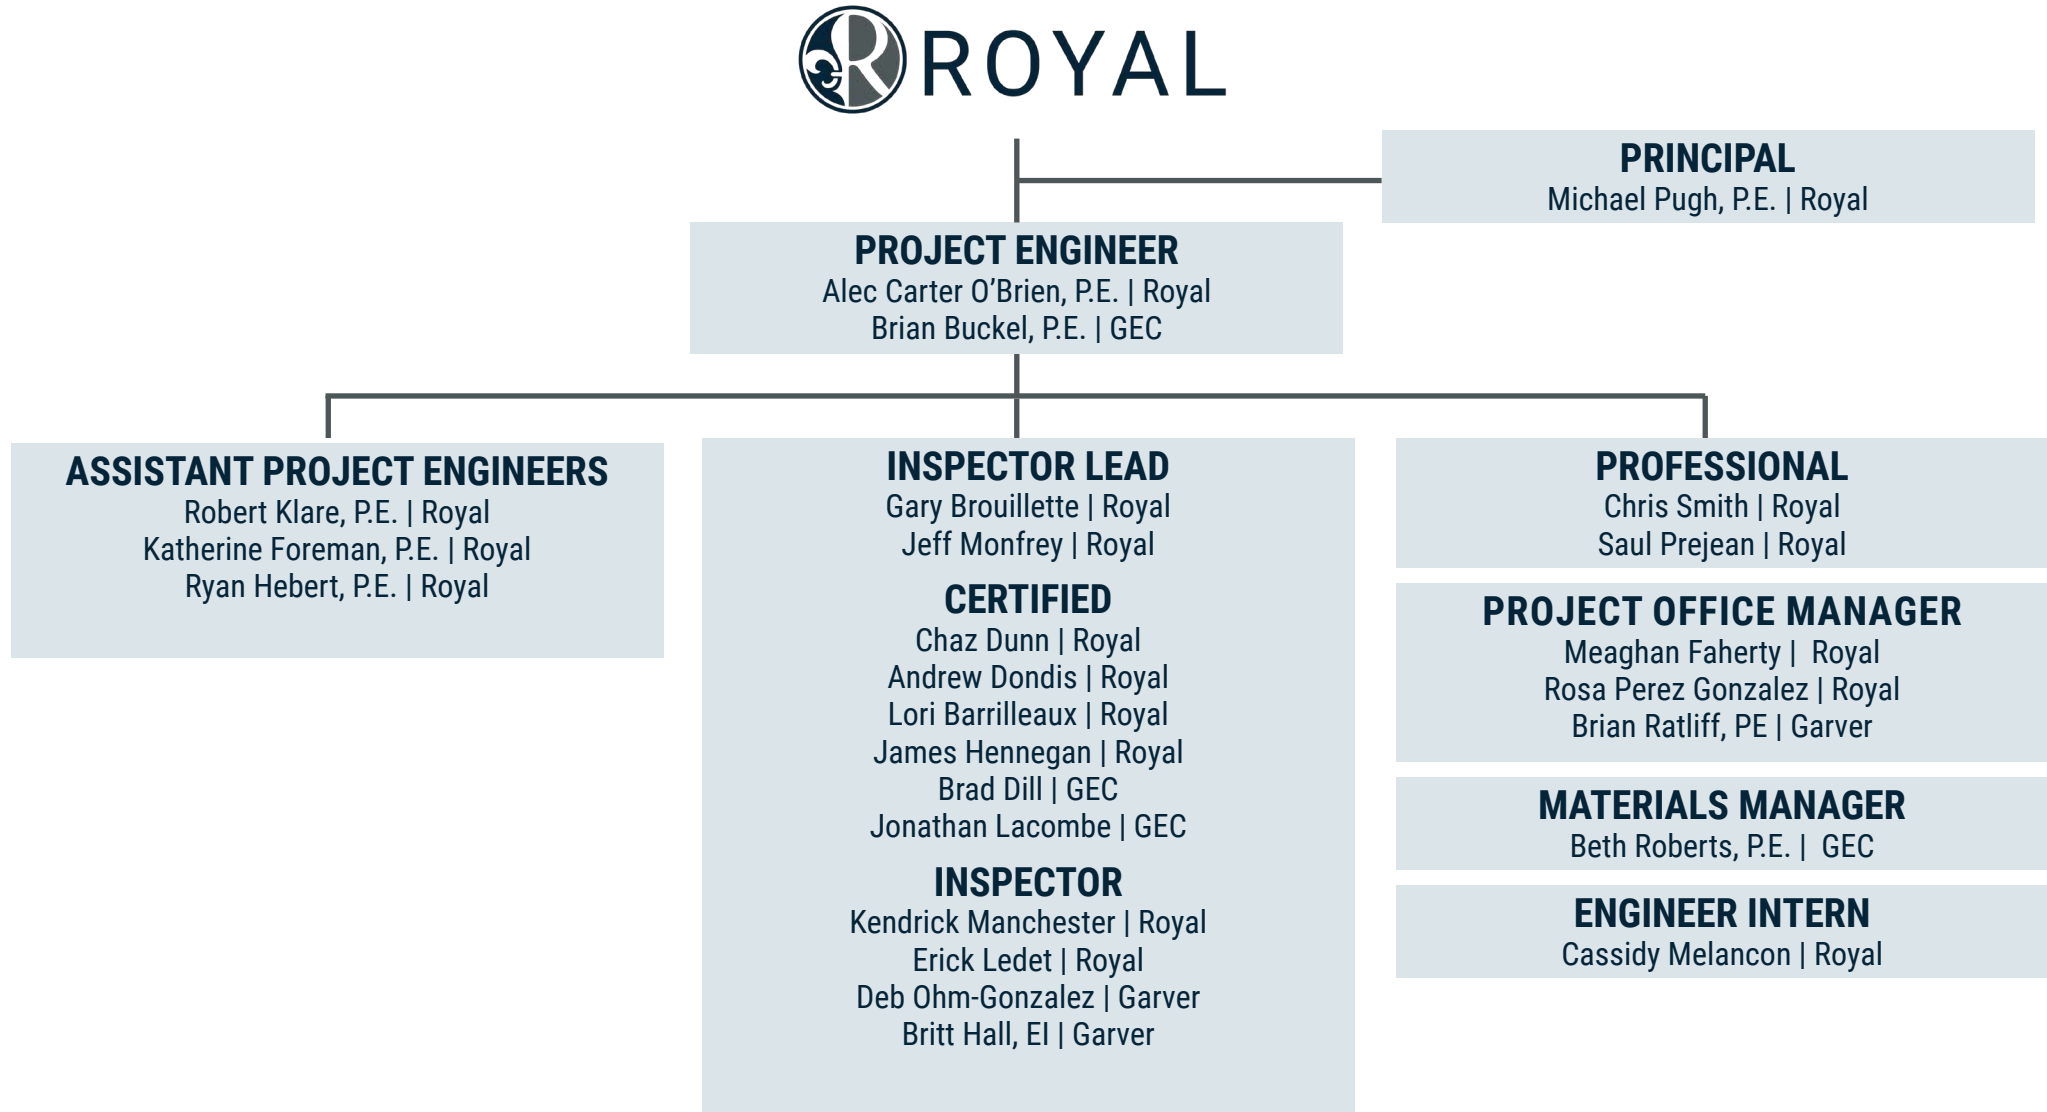 ROYAL
PRINCIPAL
Michael Pugh, P.E. | Royal
PROJECT ENGINEER
Alec Carter O’Brien, P.E. | Royal
Brian Buckel, P.E. | GEC
ASSISTANT PROJECT ENGINEERS
Robert Klare, P.E. | Royal
Katherine Foreman, P.E. | Royal
Ryan Hebert, P.E. | Royal
INSPECTOR LEAD
Gary Brouillette | Royal
Jeff Monfrey | Royal
CERTIFIED
Chaz Dunn | Royal
Andrew Dondis | Royal
Lori Barrilleaux | Royal
James Hennegan | Royal
Brad Dill | GEC
Jonathan Lacombe | GEC
INSPECTOR
Kendrick Manchester | Royal
Erick Ledet | Royal
Deb Ohm-Gonzalez | Garver
Britt Hall, EI | Garver
PROFESSIONAL
Chris Smith | Royal
Saul Prejean | Royal
PROJECT OFFICE MANAGER
Meaghan Faherty |  Royal
Rosa Perez Gonzalez | Royal
Brian Ratliff, PE | Garver
MATERIALS MANAGER
Beth Roberts, P.E. |  GEC
ENGINEER INTERN
Cassidy Melancon | Royal